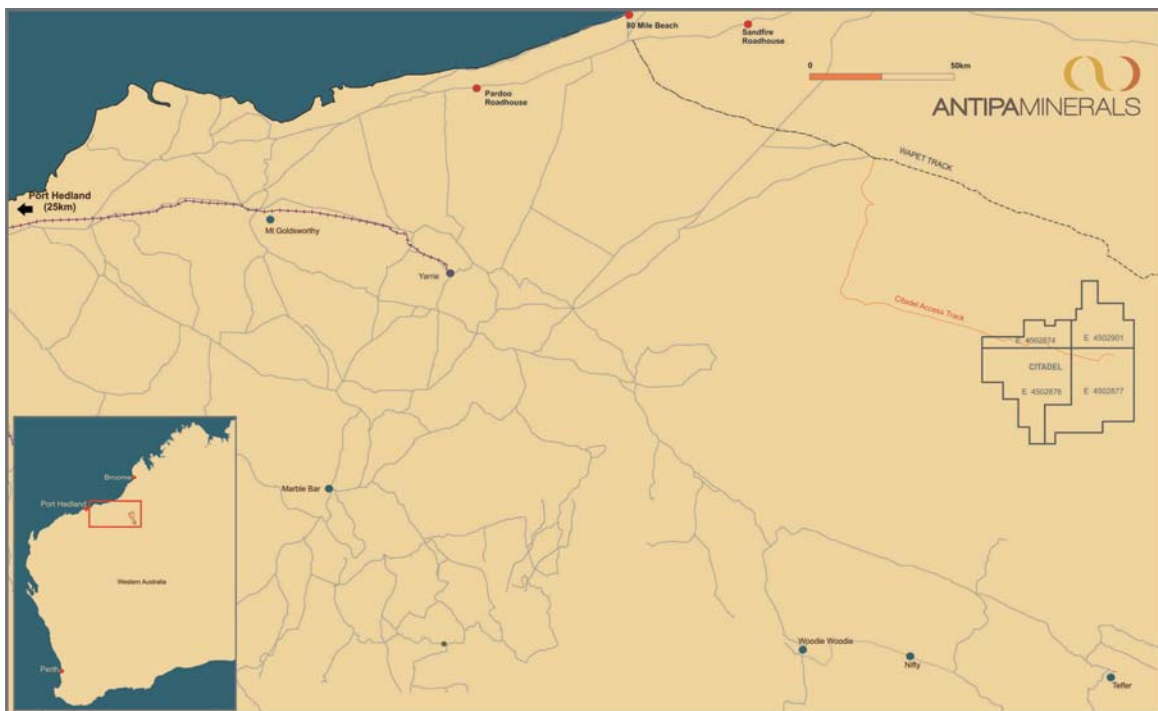 80 Mile Beach
Sandfire
Roadhouse
0
50km
ANTIPAMINERALS
Pardoo
Roadhouse
WAPET TRACK
Port Hedland
(25km)
Mt Goldsworthy
Yarrie
Citadel Access Track
E 4502874
E 4502901
CITADEL
E 4502876
E 4502877
Marble Bar
Broome
Port Hedland
Western Australia
Perth
Woodie Woodie
Nifty
Telfer